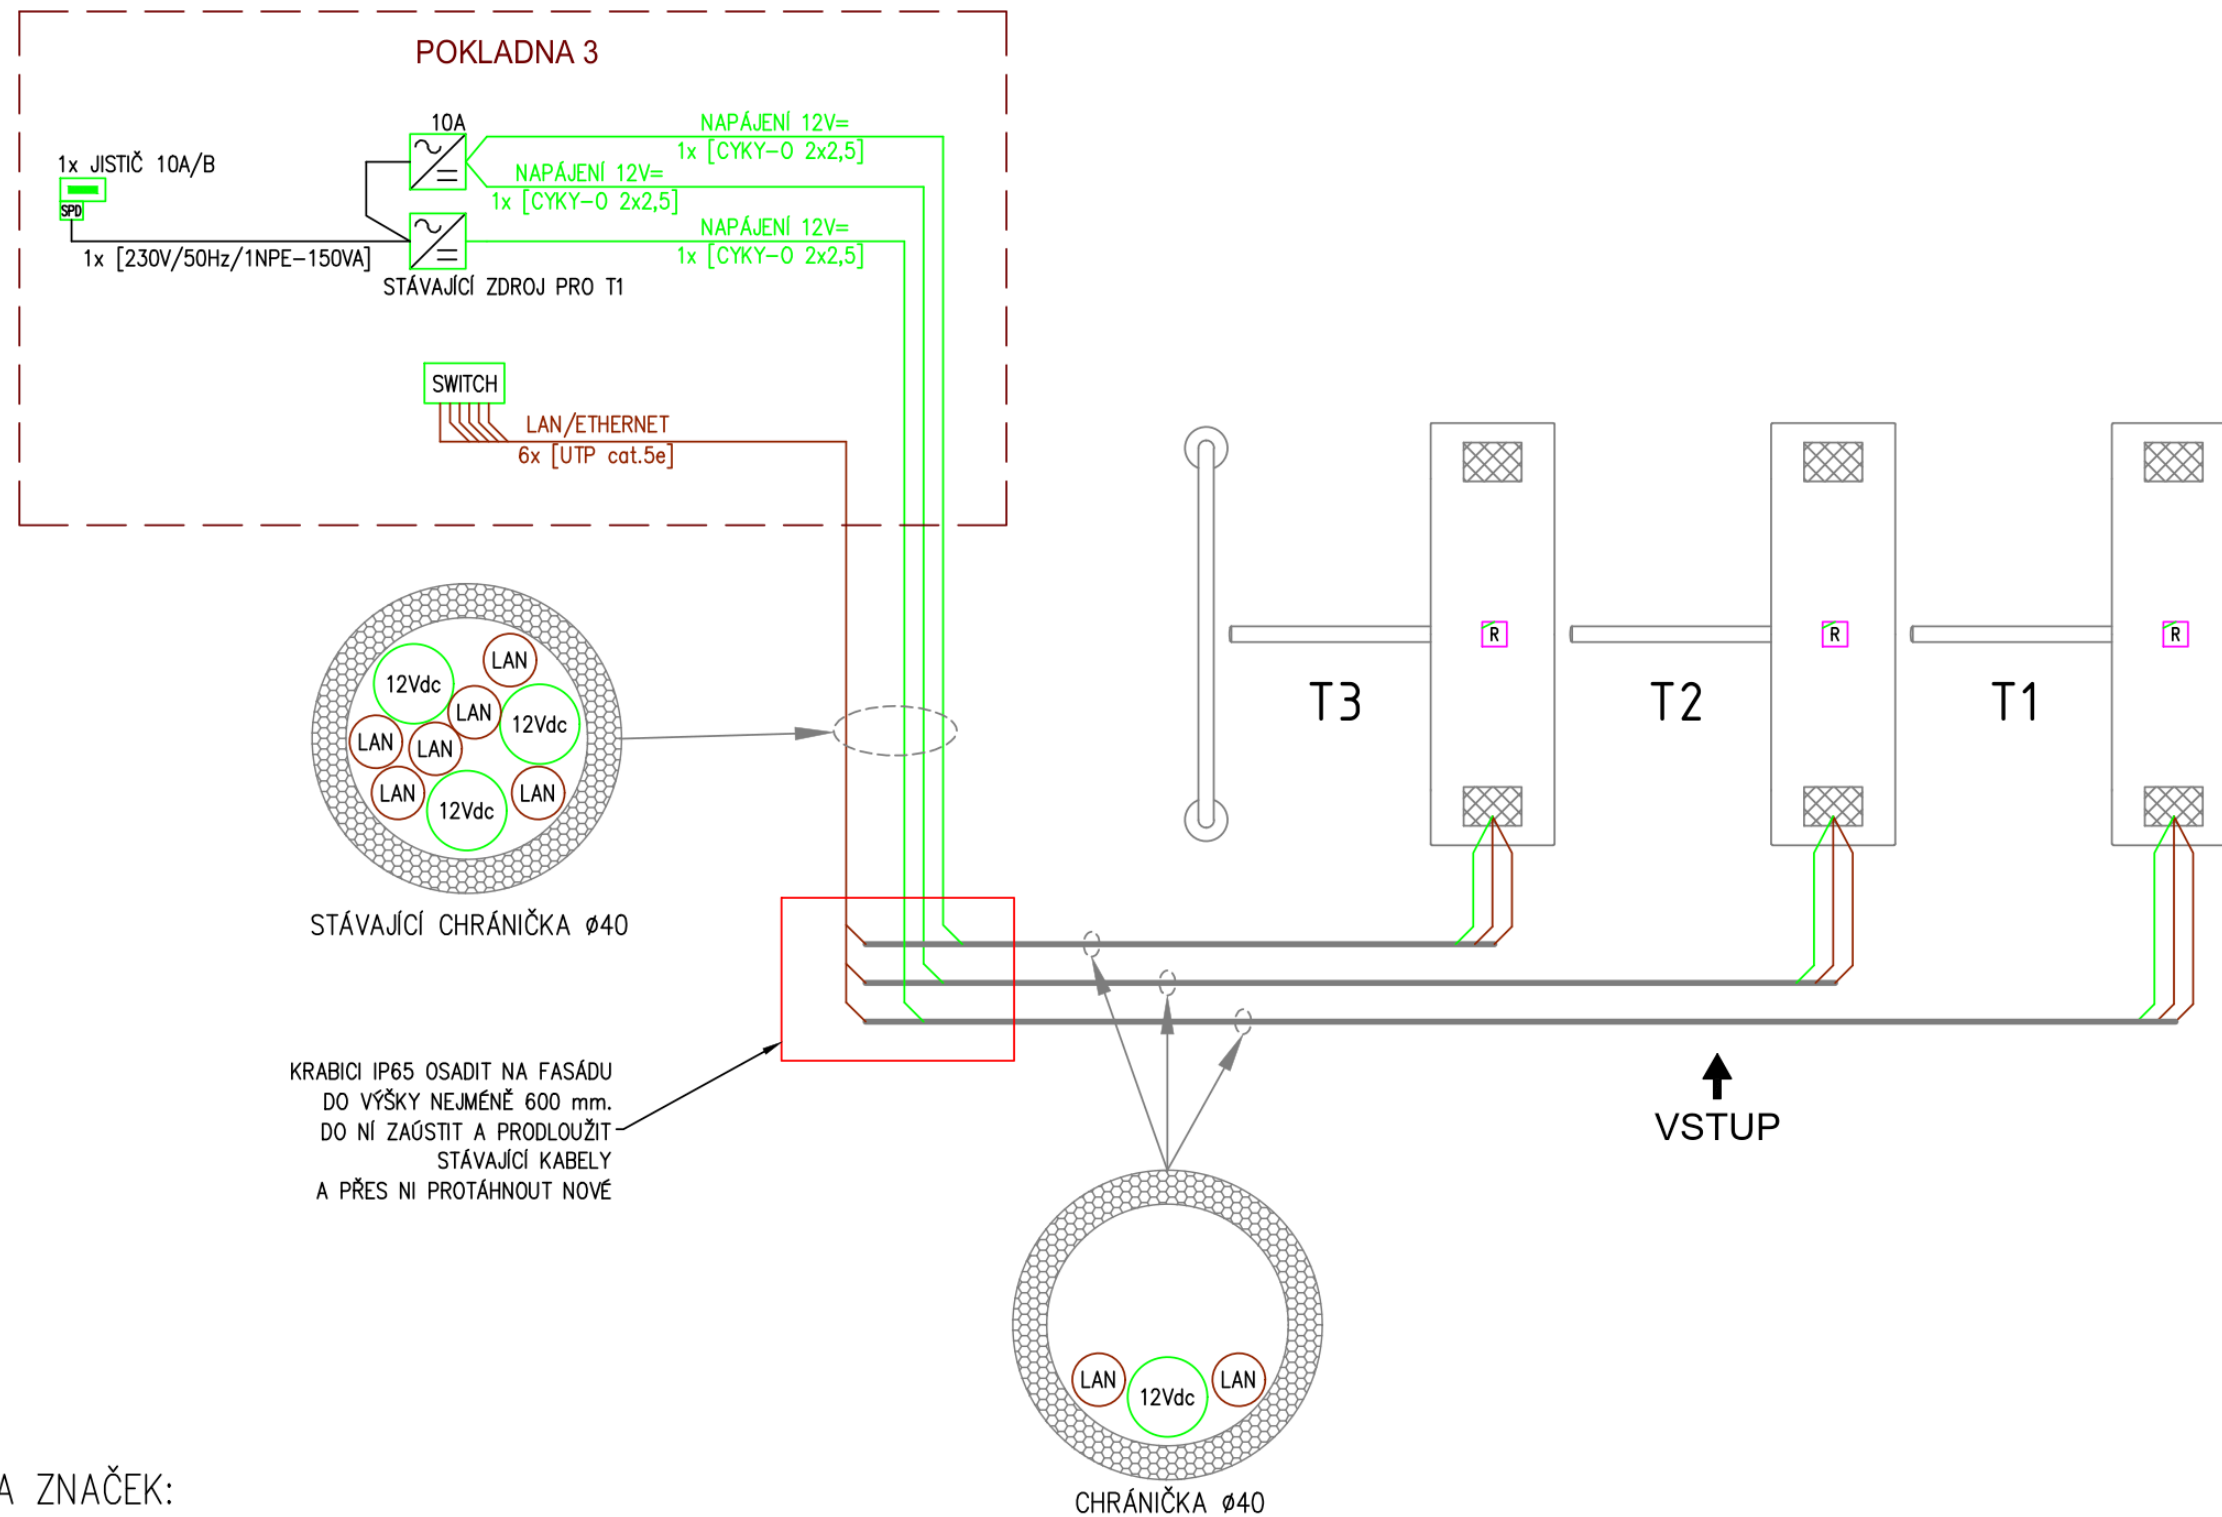 POKLADNA 3
10A
NAPÁJENÍ 12V=
1x [CYKY-O 2x2,5]
1x JISTIČ 10A/B
SPD
NAPÁJENÍ 12V=
1x [CYKY-O 2x2,5]
NAPÁJENÍ 12V=
1x [CYKY-O 2x2,5]
1x [230V/50Hz/1NPE-150VA]
STÁVAJÍCÍ ZDROJ PRO T1
SWITCH
LAN/ETHERNET
6x [UTP cat.5e]
R
R
R
T3
T2
T1
LAN
12Vdc
LAN
12Vdc
LAN
LAN
LAN
12Vdc
LAN
STÁVAJÍCÍ CHRÁNIČKA ø40
KRABICI IP65 OSADIT NA FASÁDU
DO VÝŠKY NEJMÉNĚ 600 mm.
DO NÍ ZAÚSTIT A PRODLOUŽIT
STÁVAJÍCÍ KABELY
A PŘES NI PROTÁHNOUT NOVÉ
VSTUP
LAN
12Vdc
LAN
CHRÁNIČKA ø40
A ZNAČEK: